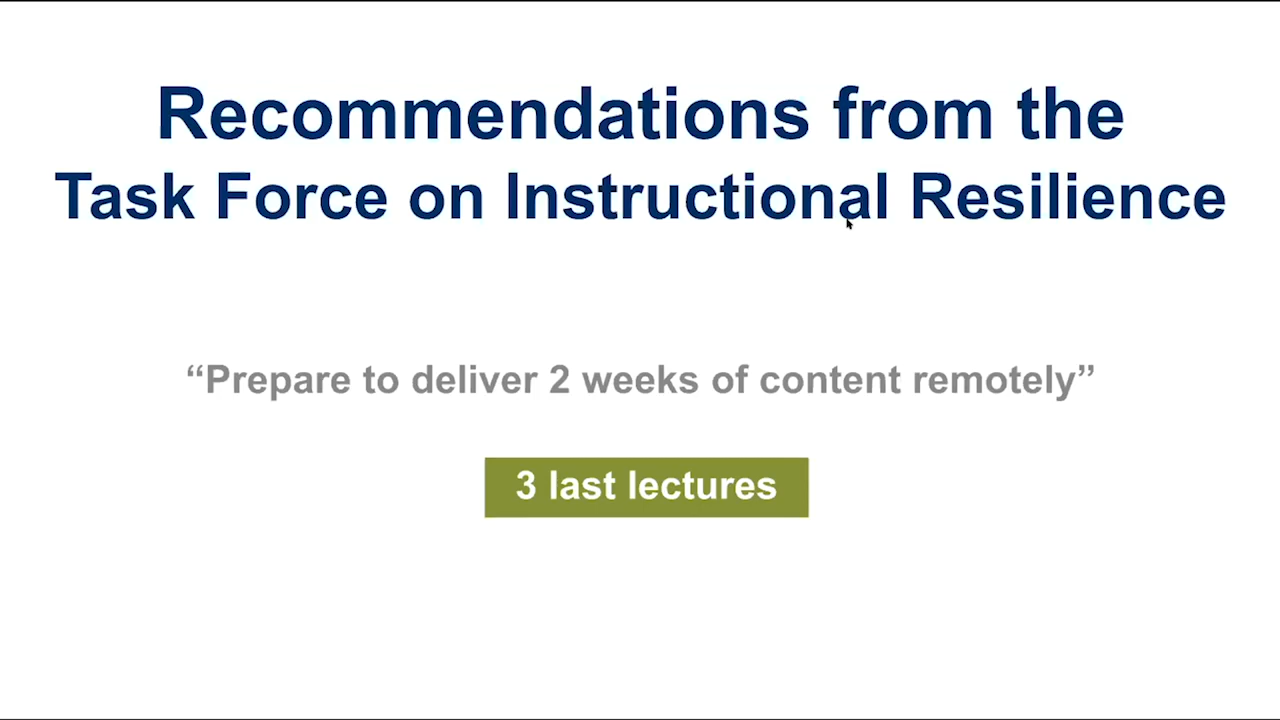 Recommendations from the
Task Force on Instructional Resilience
“Prepare to deliver 2 weeks of content remotely”
3 last lectures